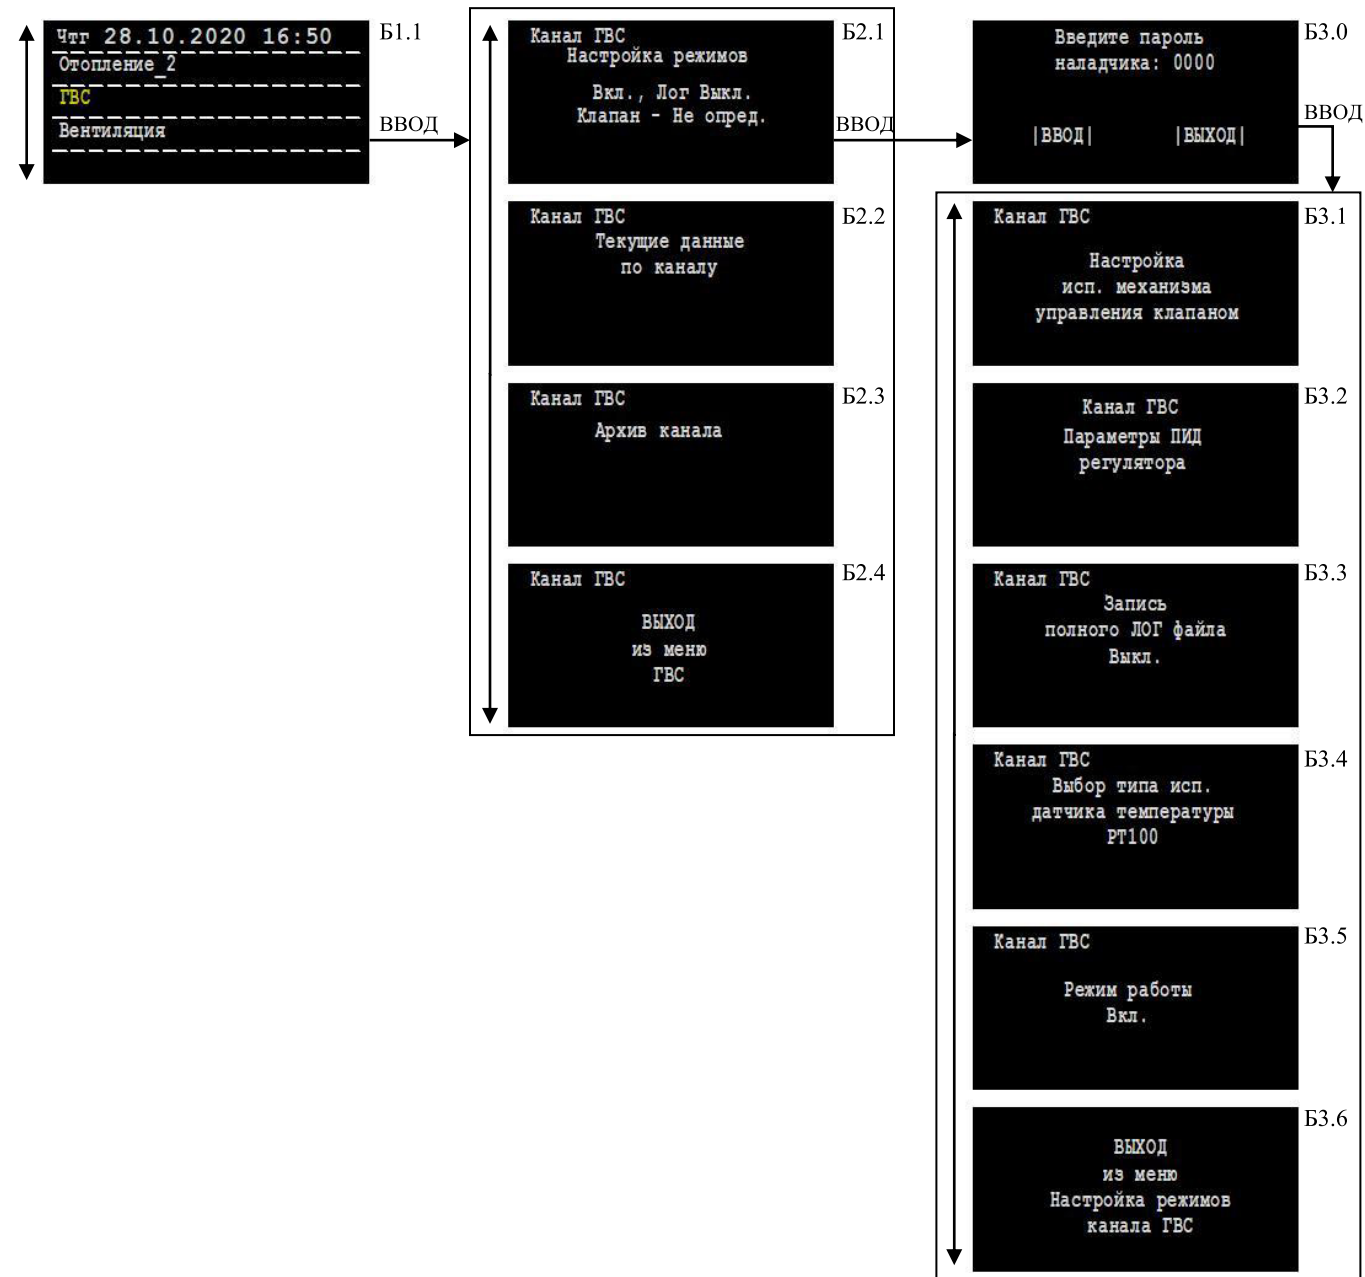 Чтг 28.10.2020 16:50
Отопление_2
ГВС
Вентиляция
Б1.1
ВВОД
Канал ГВС
Настройка режимов
Вкл., Лог Выкл.
Клапан - Не опред.
Б2.1
ВВОД
Канал ГВС
Текущие данные
по каналу
Б2.2
Канал ГВС
Архив канала
Б2.3
Канал ГВС
ВЫХОД
из меню
ГВС
Б2.4
Введите пароль
наладчика: 0000
|ВВОД| |ВЫХОД|
Б3.0
ВВОД
Канал ГВС
Настройка
исп. механизма
управления клапаном
Б3.1
Канал ГВС
Параметры ПИД
регулятора
Б3.2
Канал ГВС
Запись
полного ЛОГ файла
Выкл.
Б3.3
Канал ГВС
Выбор типа исп.
датчика температуры
РТ100
Б3.4
Канал ГВС
Режим работы
Вкл.
Б3.5
ВЫХОД
из меню
Настройка режимов
канала ГВС
Б3.6